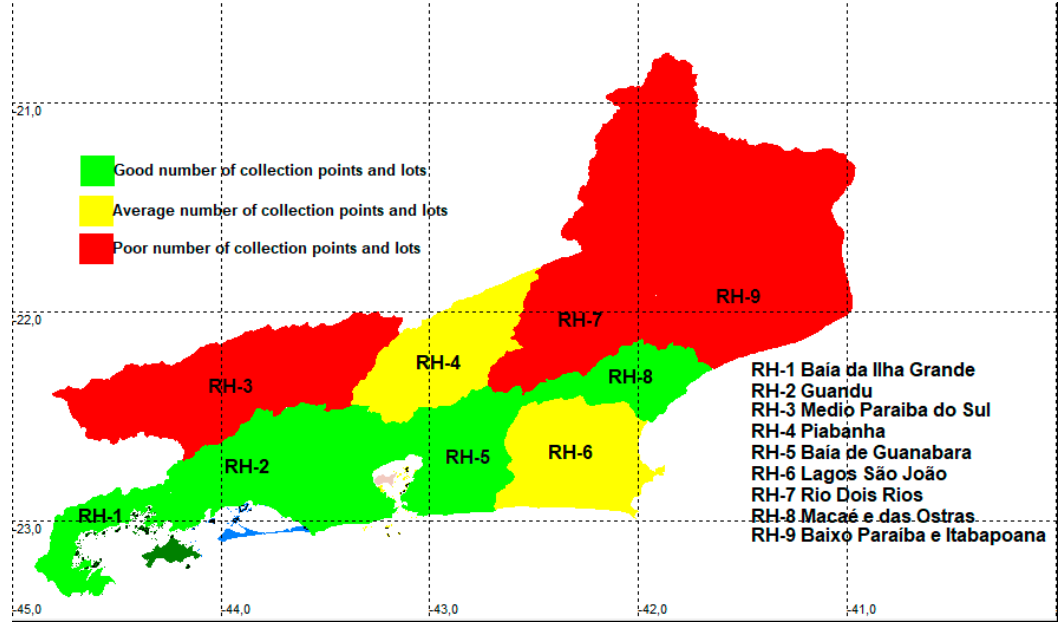 -21,0
Good number of collection points and lots
Average number of collection points and lots
Poor number of collection points and lots
-22,0
RH-9
RH-7
RH-4
RH-3
RH-8
RH-6
RH-5
RH-2
RH-1
RH-1 Baía da Ilha Grande
RH-2 Guandu
RH-3 Medio Paraiba do Sul
RH-4 Piabanha
RH-5 Baía de Guanabara
RH-6 Lagos São João
RH-7 Rio Dois Rios
RH-8 Macaé e das Ostras
RH-9 Baixo Paraíba e Itabapoana
-23,0
-45,0 -44,0 -43,0 -42,0 -41,0